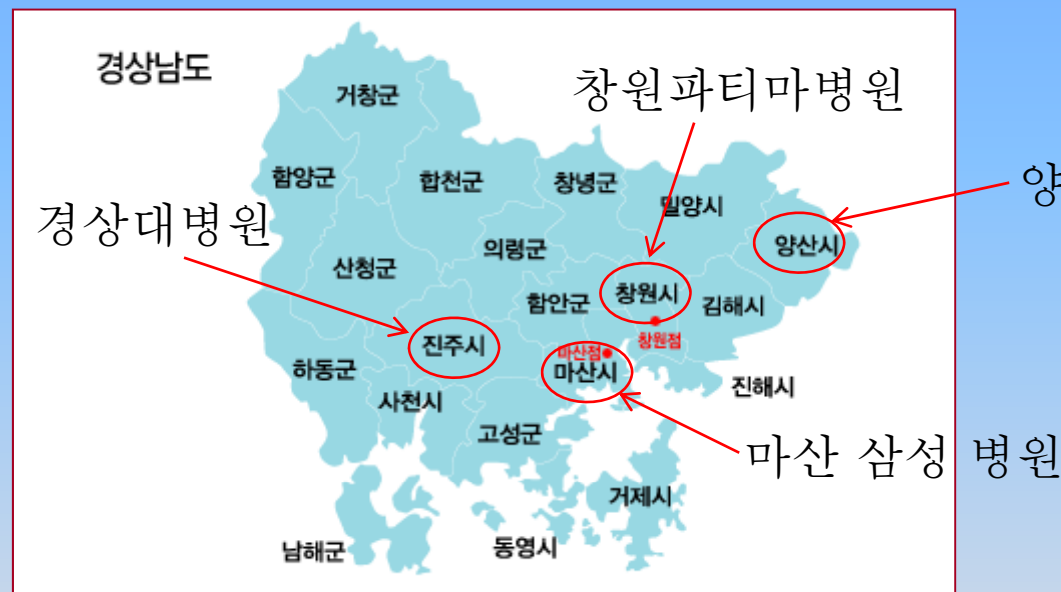 경상남도
거창군
창원파티마병원
함양군
합천군
창녕군
밀양시
양
경상대병원
양산시
의령군
산청군
창원시
함안군
김해시
창원점
진주시
마산점
하동군
마산시
진해시
사천시
고성군
마산 삼성 병원
거제시
남해군
동영시